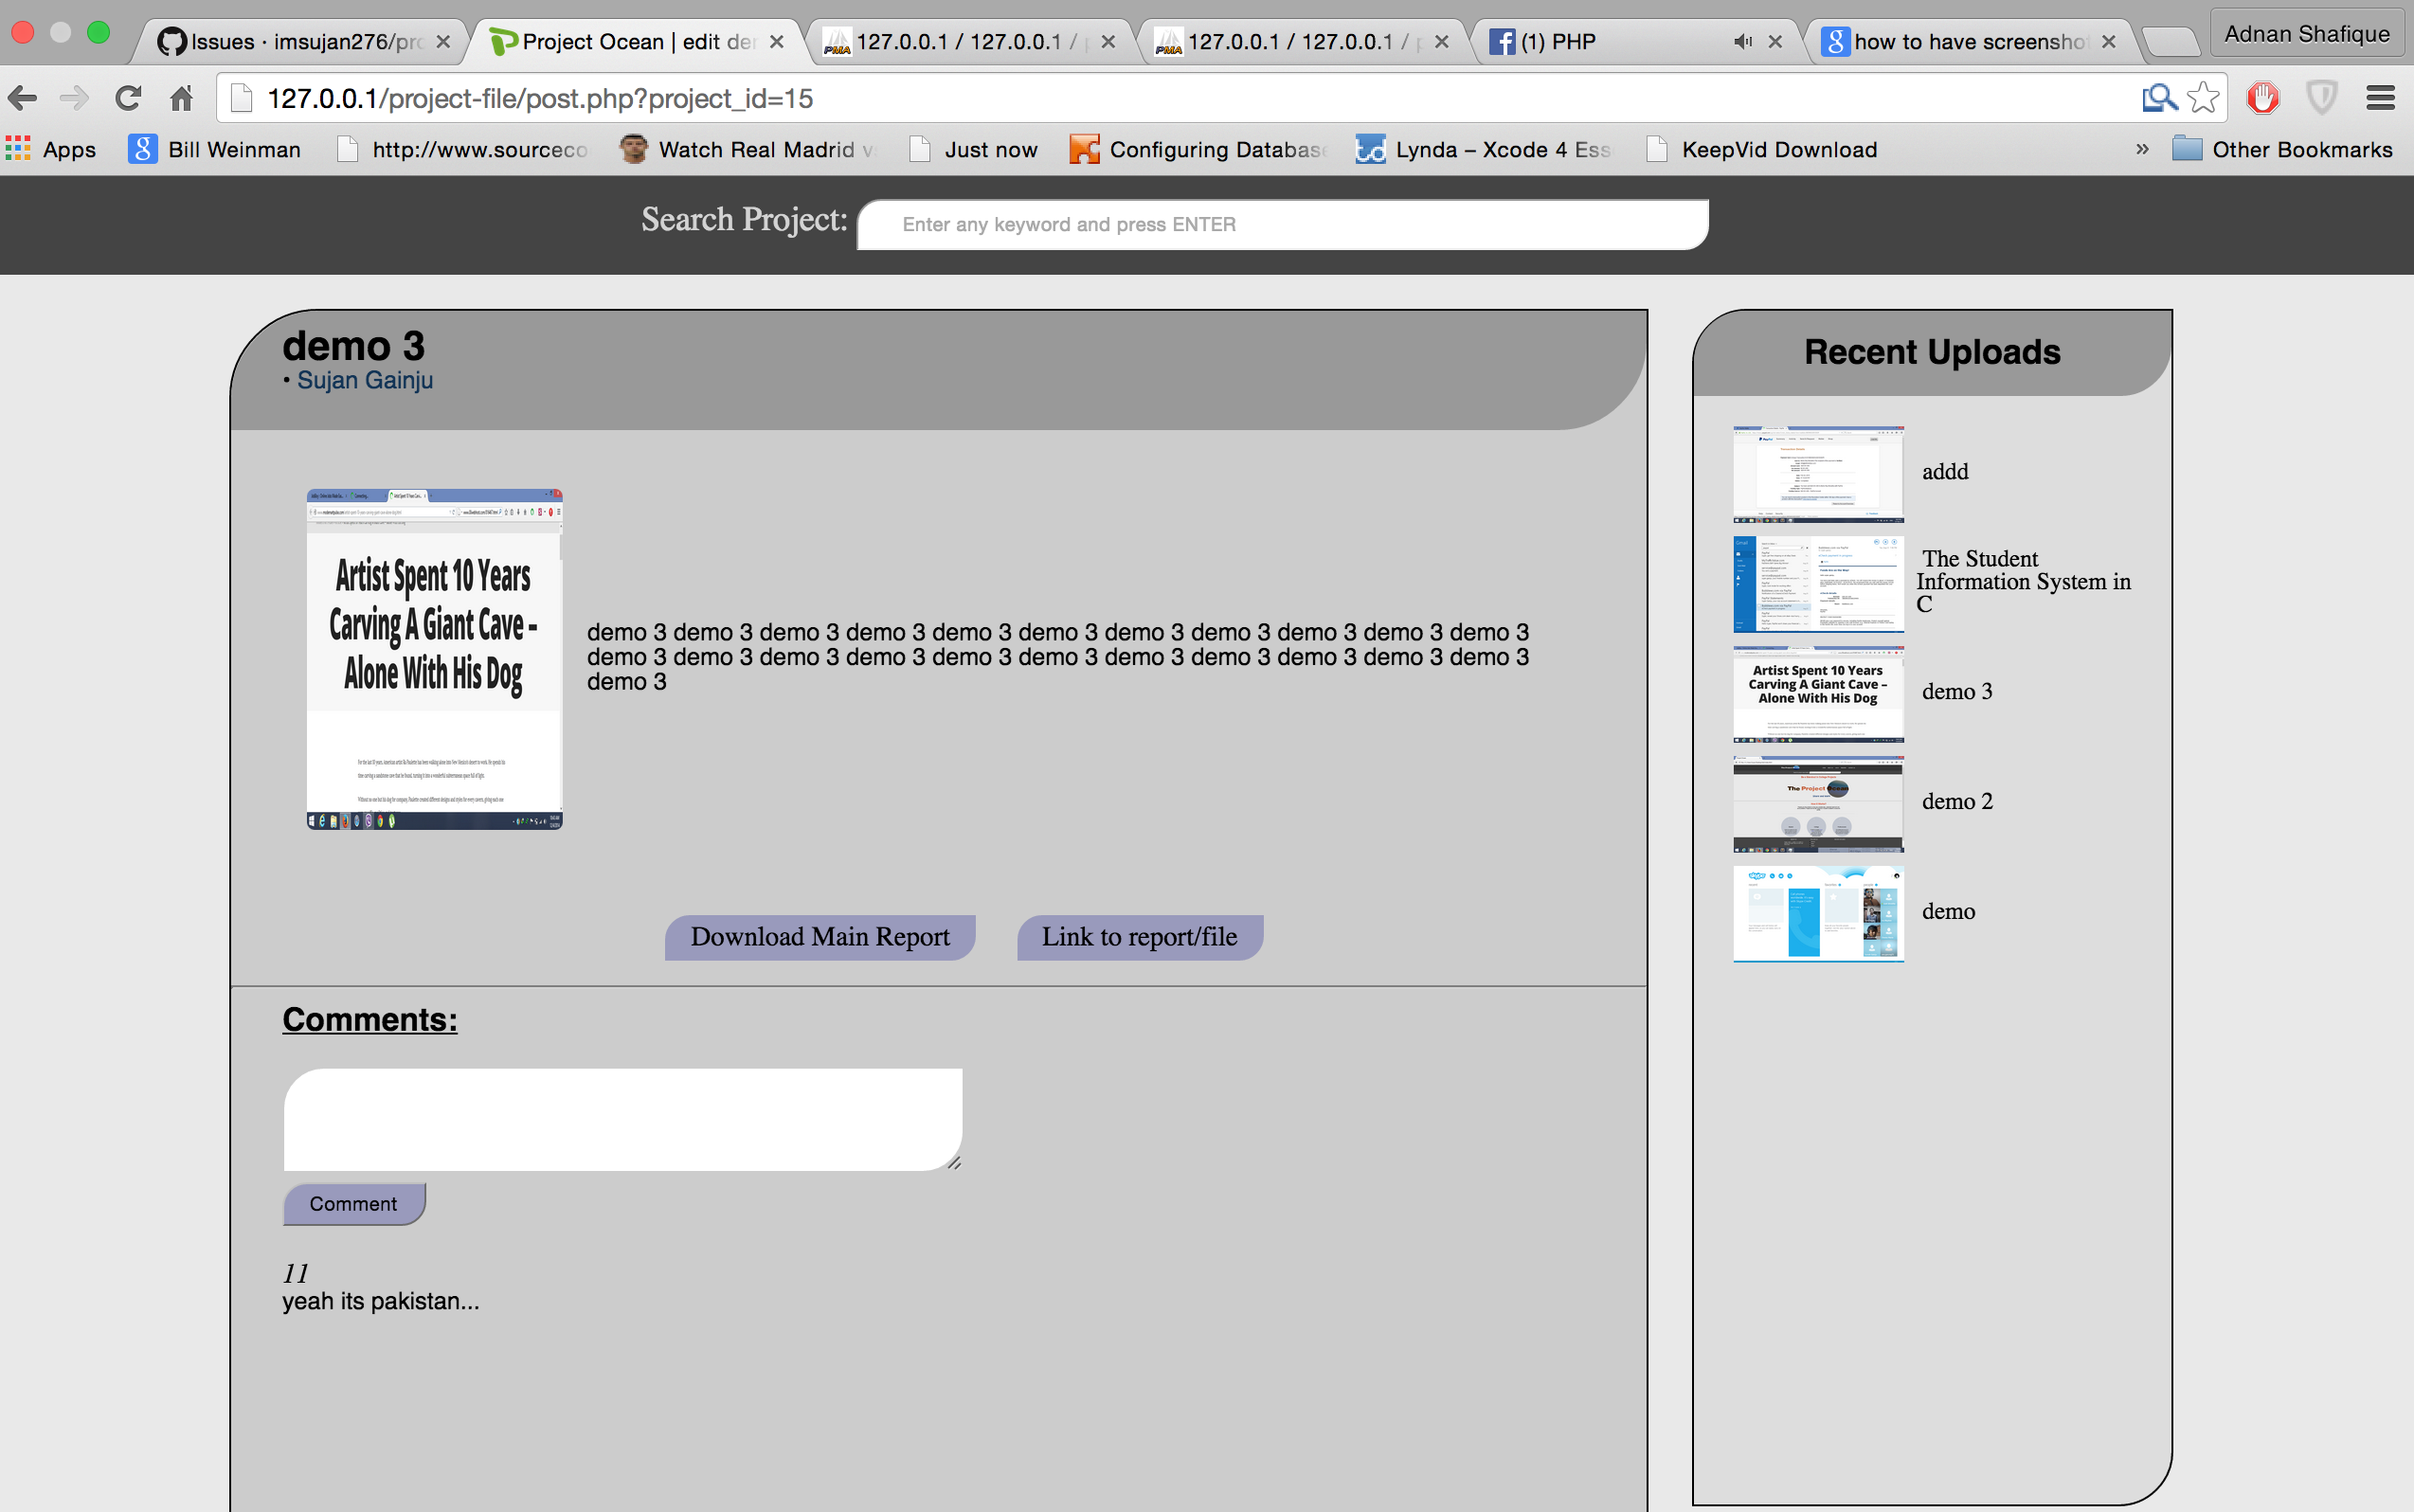 Issues · imsujan276/pro
Project Ocean | edit der
127.0.0.1 / 127.0.0.1 / p
127.0.0.1 / 127.0.0.1 / p
(1) PHP
how to have screenshot
Adnan Shafique
127.0.0.1/project-file/post.php?project_id=15
Apps
Bill Weinman
http://www.sourceco
Watch Real Madrid v
Just now
Configuring Database
Lynda – Xcode 4 Ess
KeepVid Download
»
Other Bookmarks
Search Project:
Enter any keyword and press ENTER
demo 3
• Sujan Gainju
Artist Spent 10 Years
Carving A Giant Cave –
Alone With His Dog
demo 3 demo 3 demo 3 demo 3 demo 3 demo 3 demo 3 demo 3 demo 3 demo 3 demo 3
demo 3 demo 3 demo 3 demo 3 demo 3 demo 3 demo 3 demo 3 demo 3 demo 3 demo 3
demo 3
Download Main Report
Link to report/file
Comments:
Comment
11
yeah its pakistan...
Recent Uploads
addd
The Student
Information System in
C
Artist Spent 10 Years
Carving A Giant Cave –
Alone With His Dog
demo 3
The Project Ocean
demo 2
demo